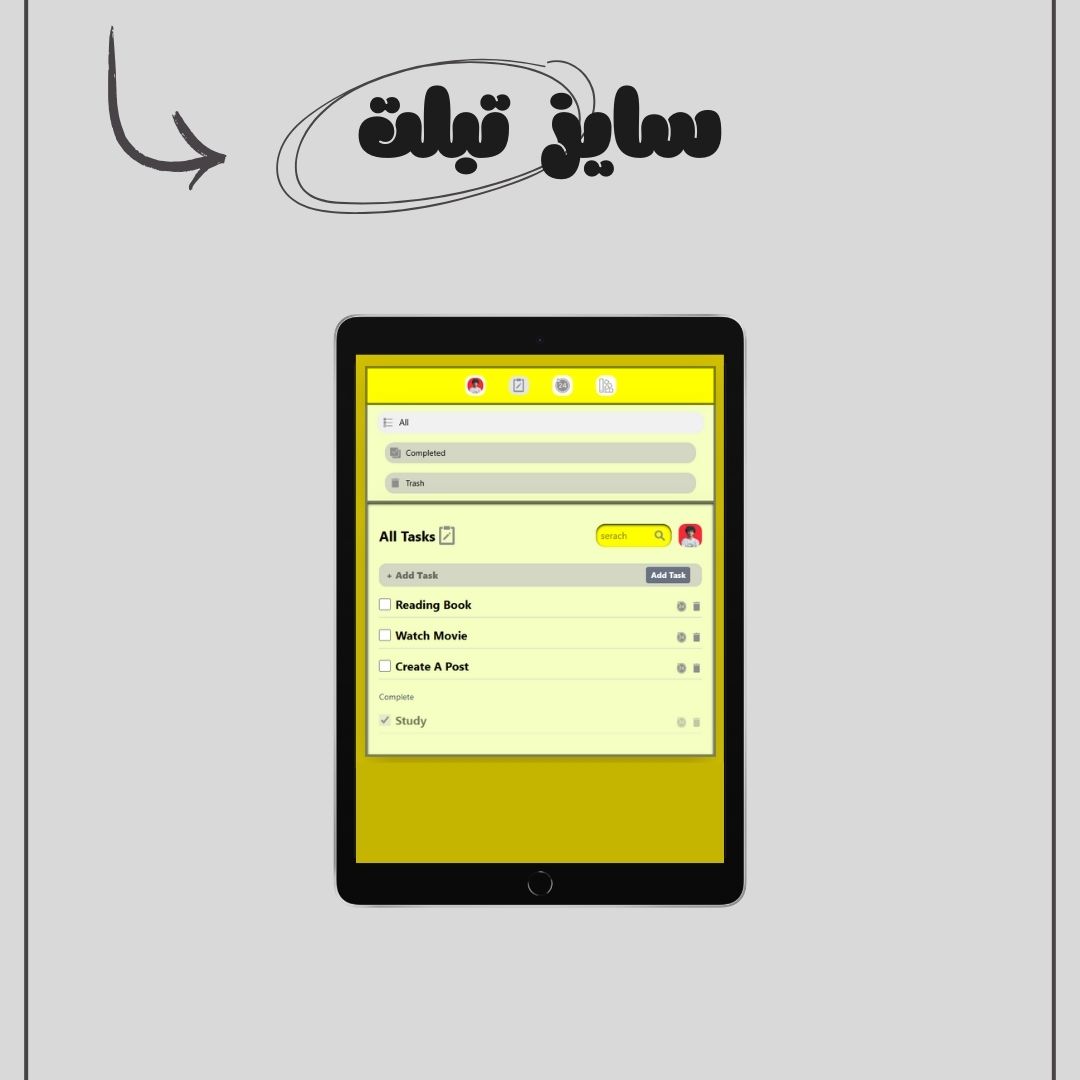 سایز تبلت
24
All
Completed
Trash
All Tasks
serach
+ Add Task
Add Task
Reading Book
Watch Movie
Create A Post
Complete
Study